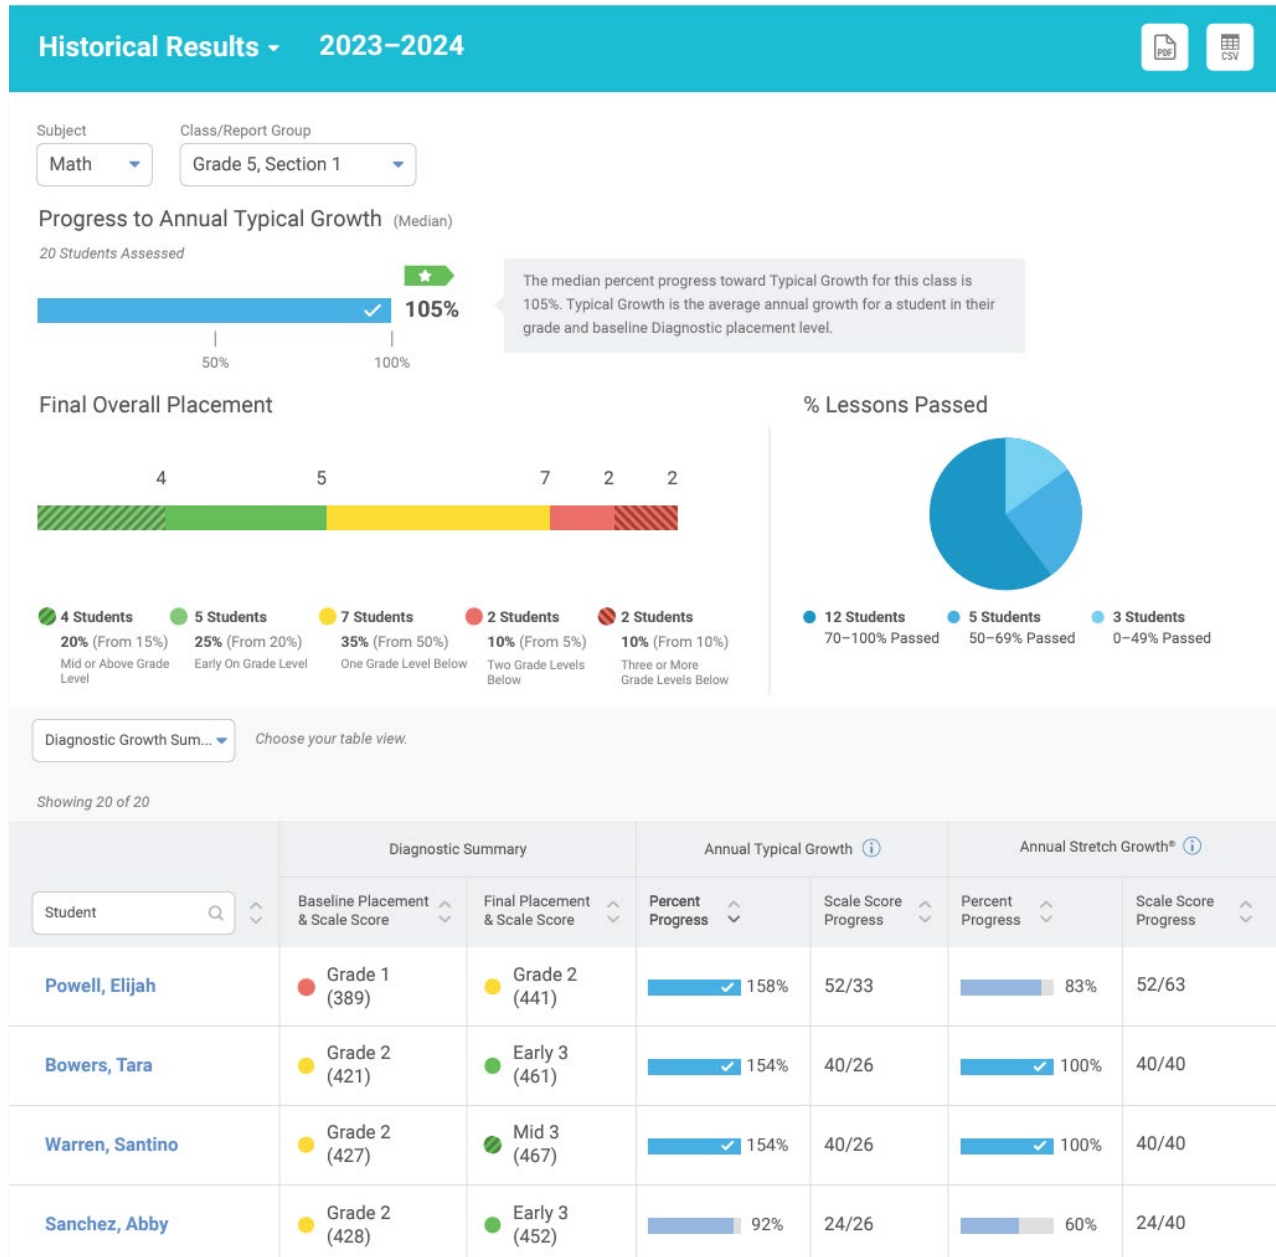 Historical Results 2023–2024
PDF
CSV
Subject Class/Report Group
Math Grade 5, Section 1
Progress to Annual Typical Growth (Median)
20 Students Assessed
105%
50% 100%
The median percent progress toward Typical Growth for this class is
105%. Typical Growth is the average annual growth for a student in their
grade and baseline Diagnostic placement level.
Final Overall Placement
4 5 7 2 2
4 Students 5 Students 7 Students 2 Students 2 Students
20% (From 15%) 25% (From 20%) 35% (From 50%) 10% (From 5%) 10% (From 10%)
Mid or Above Grade Early On Grade Level One Grade Level Below Two Grade Levels Three or More
Level Below Grade Levels Below
% Lessons Passed
12 Students 5 Students 3 Students
70–100% Passed 50–69% Passed 0–49% Passed
Diagnostic Growth Sum... Choose your table view.
Showing 20 of 20
Diagnostic Summary Annual Typical Growth Annual Stretch Growth®
Student
Baseline Placement Final Placement Percent Scale Score Percent Scale Score
& Scale Score & Scale Score Progress Progress Progress Progress
Powell, Elijah Grade 1 Grade 2 158% 52/33 83% 52/63
(389) (441)
Bowers, Tara Grade 2 Early 3 154% 40/26 100% 40/40
(421) (461)
Warren, Santino Grade 2 Mid 3 154% 40/26 100% 40/40
(427) (467)
Sanchez, Abby Grade 2 Early 3 92% 24/26 60% 24/40
(428) (452)